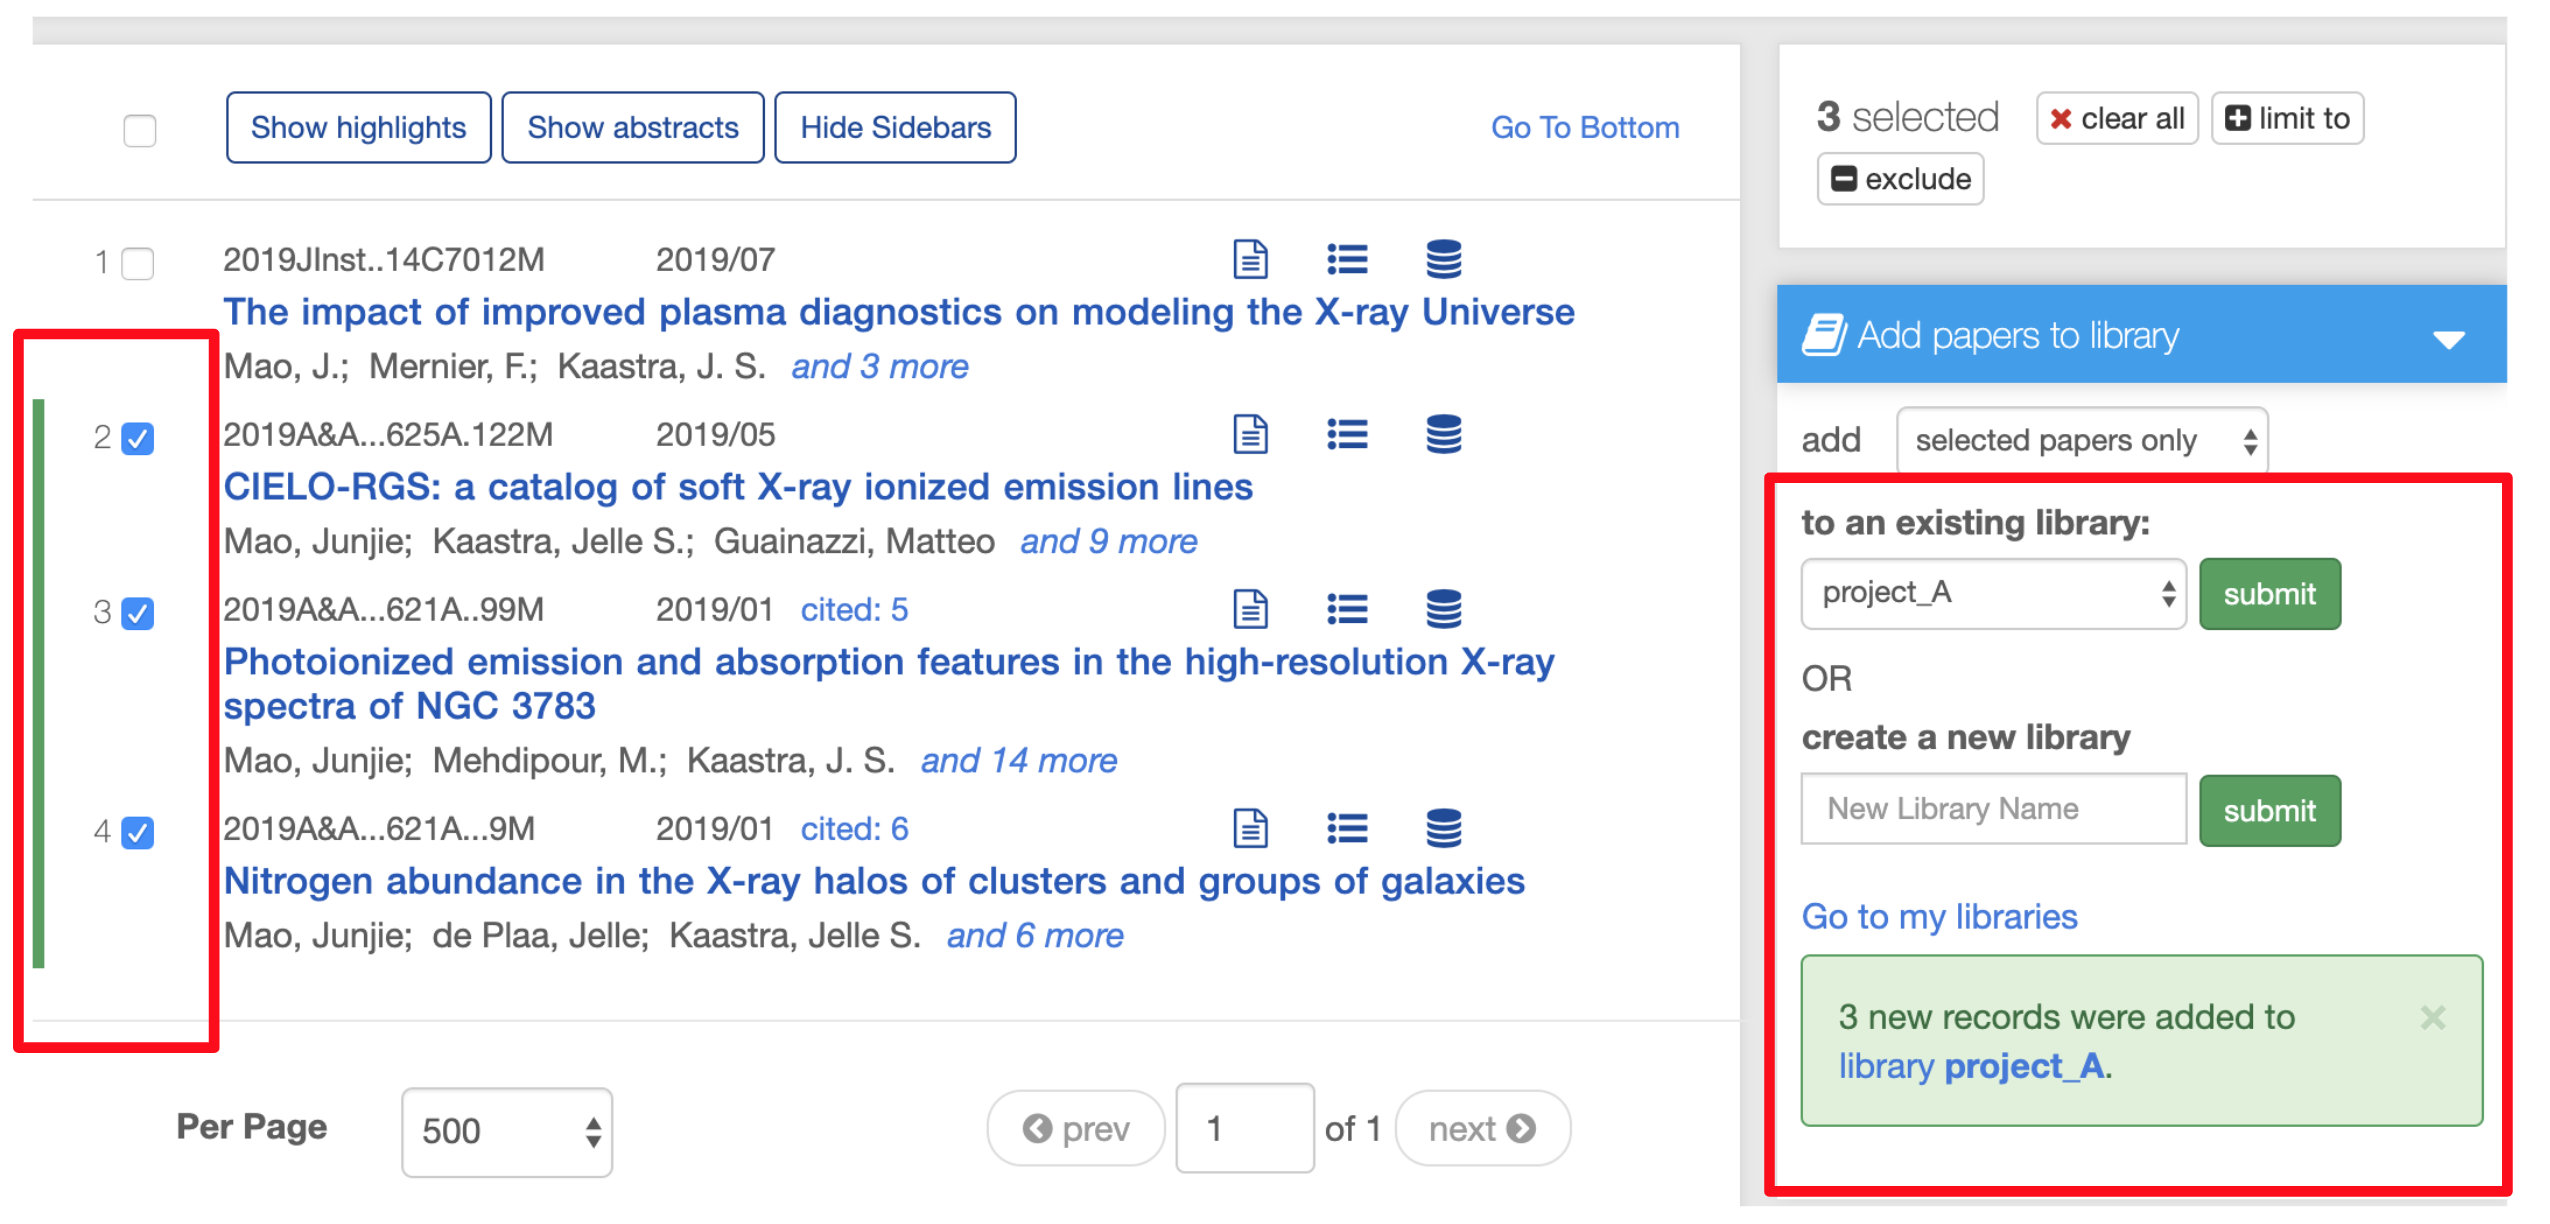 Show highlights Show abstracts Hide Sidebars Go To Bottom
1 2019JInst..14C7012M 2019/07
The impact of improved plasma diagnostics on modeling the X-ray Universe
Mao, J.; Mernier, F.; Kaastra, J. S. and 3 more
2 2019A&A...625A.122M 2019/05
CIELO-RGS: a catalog of soft X-ray ionized emission lines
Mao, Junjie; Kaastra, Jelle S.; Guainazzi, Matteo and 9 more
3 2019A&A...621A..99M 2019/01 cited: 5
Photoionized emission and absorption features in the high-resolution X-ray
spectra of NGC 3783
Mao, Junjie; Mehdipour, M.; Kaastra, J. S. and 14 more
4 2019A&A...621A...9M 2019/01 cited: 6
Nitrogen abundance in the X-ray halos of clusters and groups of galaxies
Mao, Junjie; de Plaa, Jelle; Kaastra, Jelle S. and 6 more
Per Page 500 prev 1 of 1 next
3 selected clear all limit to
exclude
Add papers to library
add selected papers only
to an existing library:
project_A submit
OR
create a new library
New Library Name submit
Go to my libraries
3 new records were added to
library project_A.